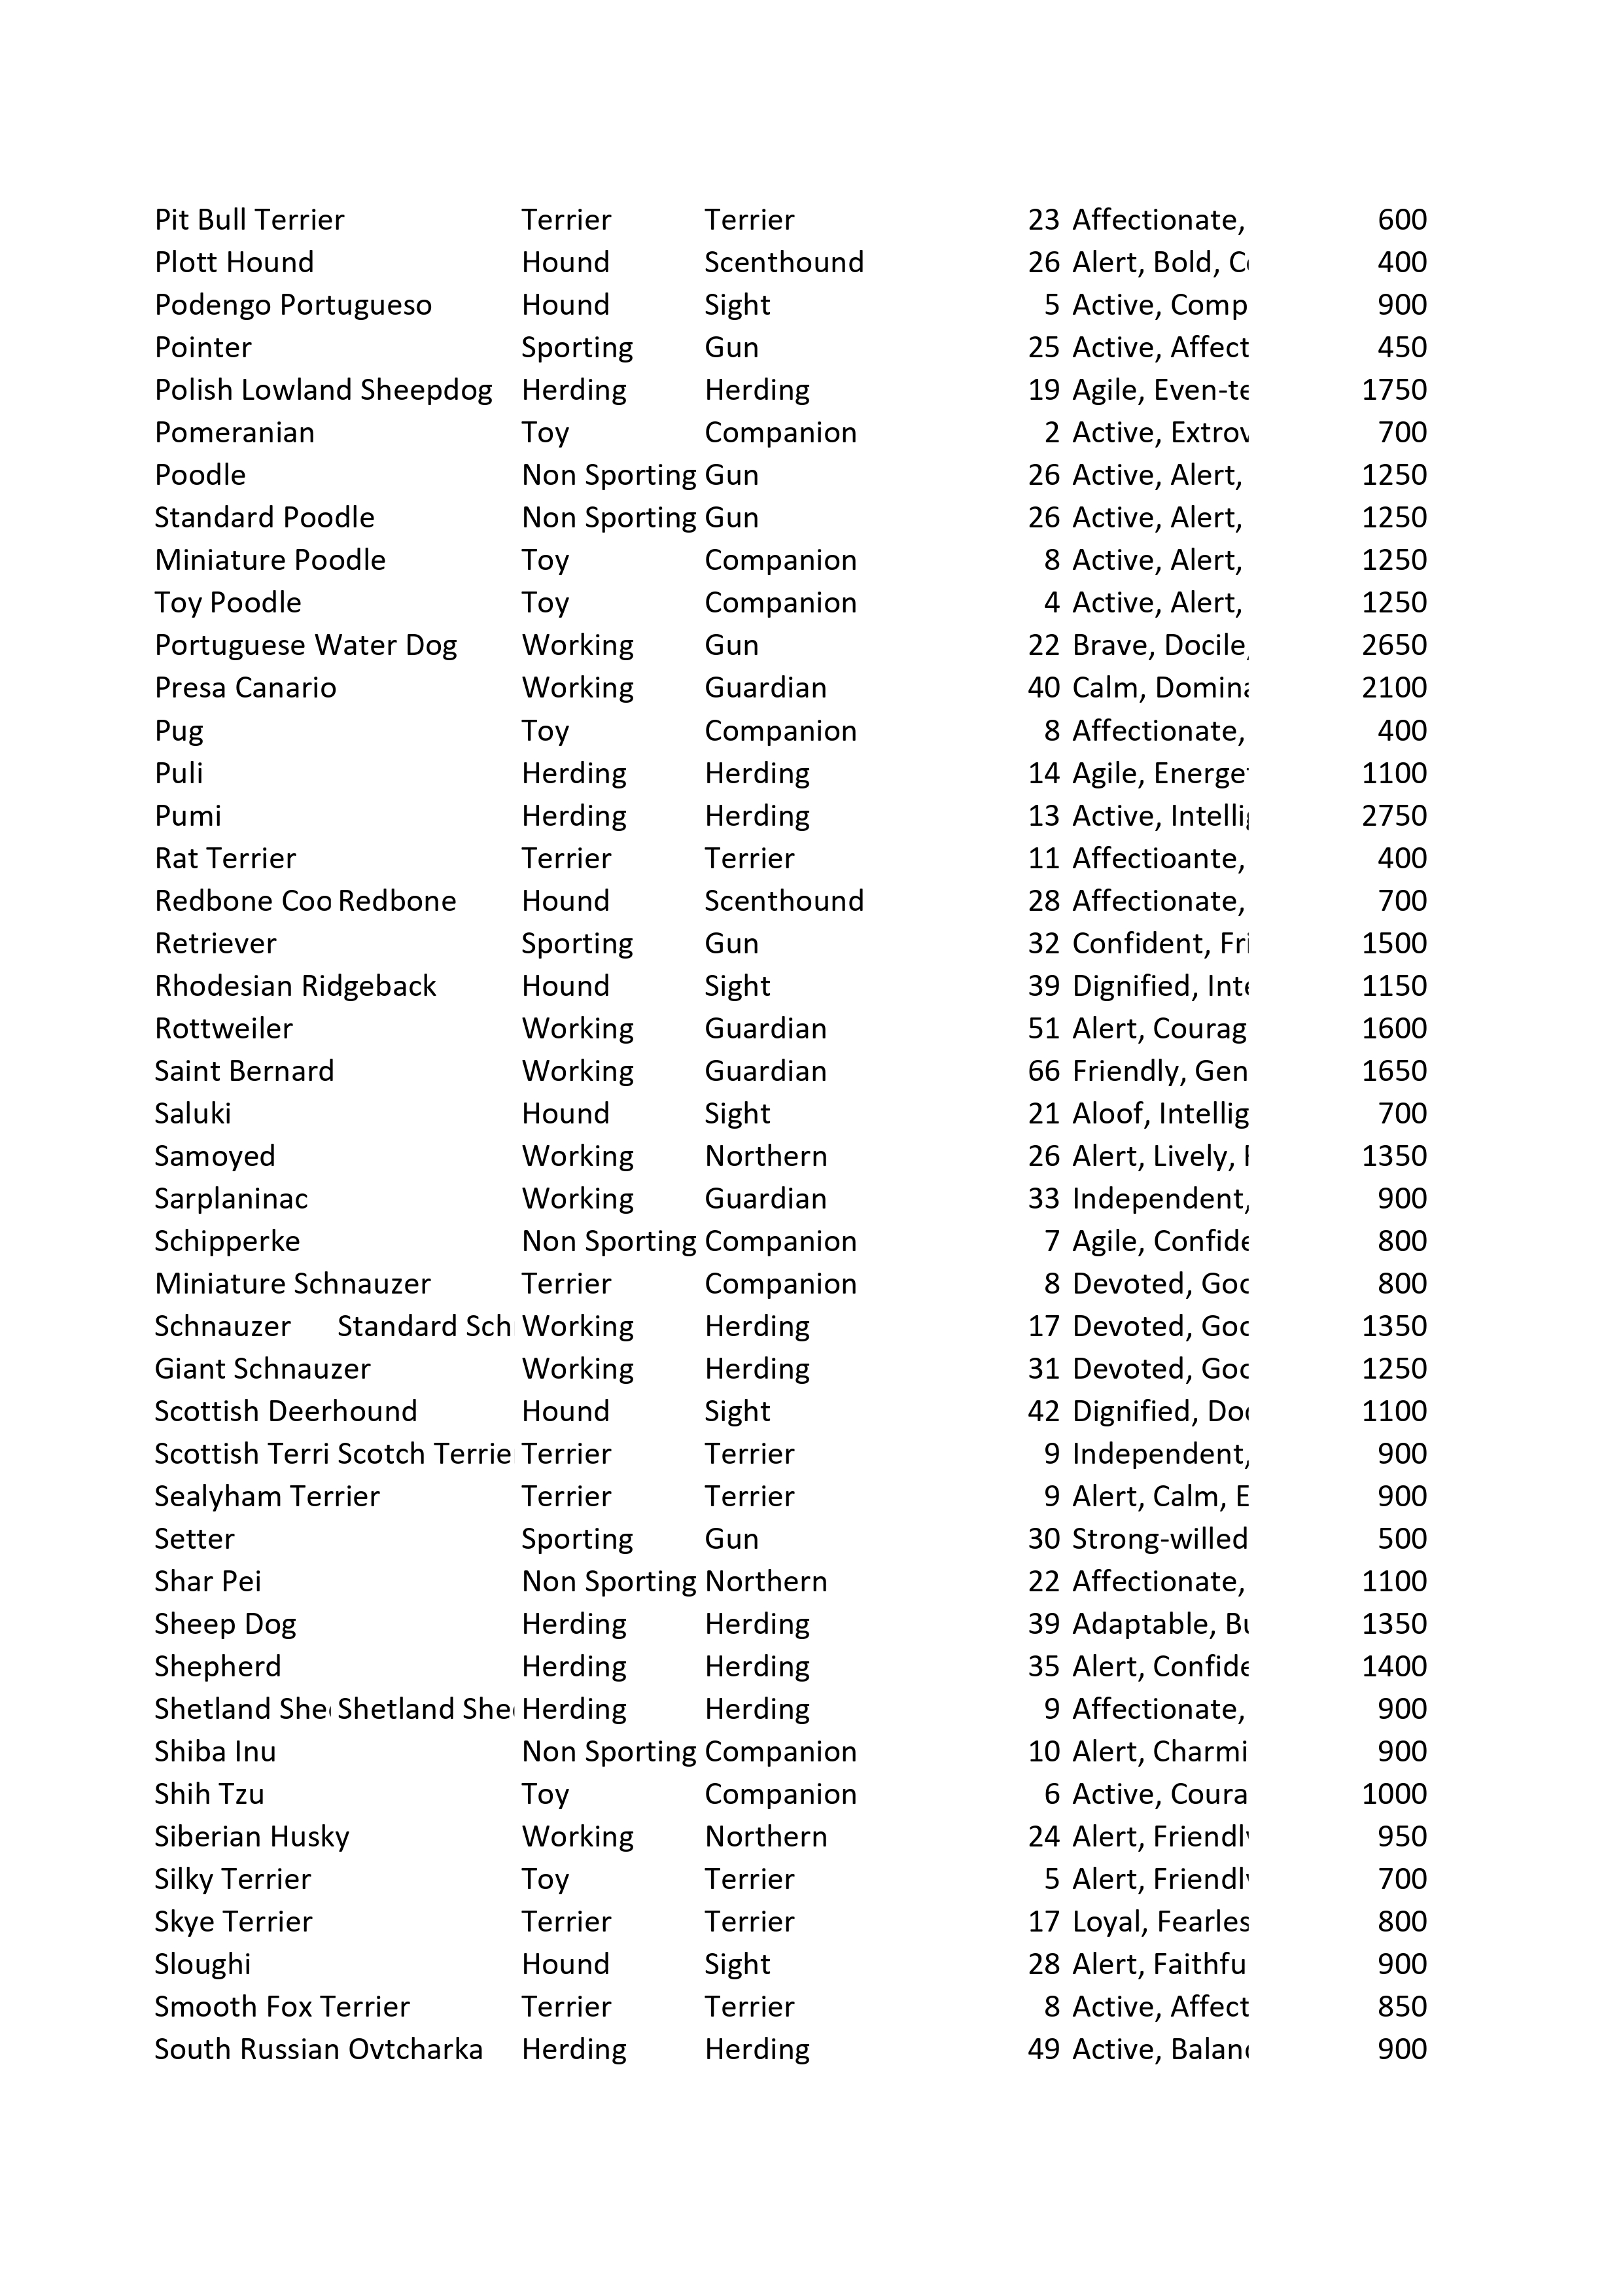 Pit Bull Terrier Terrier Terrier 23 Affectionate, 600
Plott Hound Hound Scenthound 26 Alert, Bold, 400
Podengo Portugueso Hound Sight 5 Active, Comp 900
Pointer Sporting Gun 25 Active, Affect 450
Polish Lowland Sheepdog Herding Herding 19 Agile, Even-te 1750
Pomeranian Toy Companion 2 Active, Extrov 700
Poodle Non Sporting Gun 26 Active, Alert, 1250
Standard Poodle Non Sporting Gun 26 Active, Alert, 1250
Miniature Poodle Toy Companion 8 Active, Alert, 1250
Toy Poodle Toy Companion 4 Active, Alert, 1250
Portuguese Water Dog Working Gun 22 Brave, Docile, 2650
Presa Canario Working Guardian 40 Calm, Domina 2100
Pug Toy Companion 8 Affectionate, 400
Puli Herding Herding 14 Agile, Energet 1100
Pumi Herding Herding 13 Active, Intellig 2750
Rat Terrier Terrier Terrier 11 Affectioante, 400
Redbone Coo Redbone Hound Scenthound 28 Affectionate, 700
Retriever Sporting Gun 32 Confident, Fri 1500
Rhodesian Ridgeback Hound Sight 39 Dignified, Inte 1150
Rottweiler Working Guardian 51 Alert, Courag 1600
Saint Bernard Working Guardian 66 Friendly, Gen 1650
Saluki Hound Sight 21 Aloof, Intellig 700
Samoyed Working Northern 26 Alert, Lively, 1350
Sarplaninac Working Guardian 33 Independent, 900
Schipperke Non Sporting Companion 7 Agile, Confide 800
Miniature Schnauzer Terrier Companion 8 Devoted, Goo 800
Schnauzer Standard Sch Working Herding 17 Devoted, Goo 1350
Giant Schnauzer Working Herding 31 Devoted, Goo 1250
Scottish Deerhound Hound Sight 42 Dignified, Doc 1100
Scottish Terri Scotch Terrie Terrier Terrier 9 Independent, 900
Sealyham Terrier Terrier Terrier 9 Alert, Calm, E 900
Setter Sporting Gun 30 Strong-willed 500
Shar Pei Non Sporting Northern 22 Affectionate, 1100
Sheep Dog Herding Herding 39 Adaptable, Bu 1350
Shepherd Herding Herding 35 Alert, Confide 1400
Shetland She Shetland She Herding Herding 9 Affectionate, 900
Shiba Inu Non Sporting Companion 10 Alert, Charmi 900
Shih Tzu Toy Companion 6 Active, Coura 1000
Siberian Husky Working Northern 24 Alert, Friendly 950
Silky Terrier Toy Terrier 5 Alert, Friendly 700
Skye Terrier Terrier Terrier 17 Loyal, Fearles 800
Sloughi Hound Sight 28 Alert, Faithfu 900
Smooth Fox Terrier Terrier Terrier 8 Active, Affect 850
South Russian Ovtcharka Herding Herding 49 Active, Balanc 900